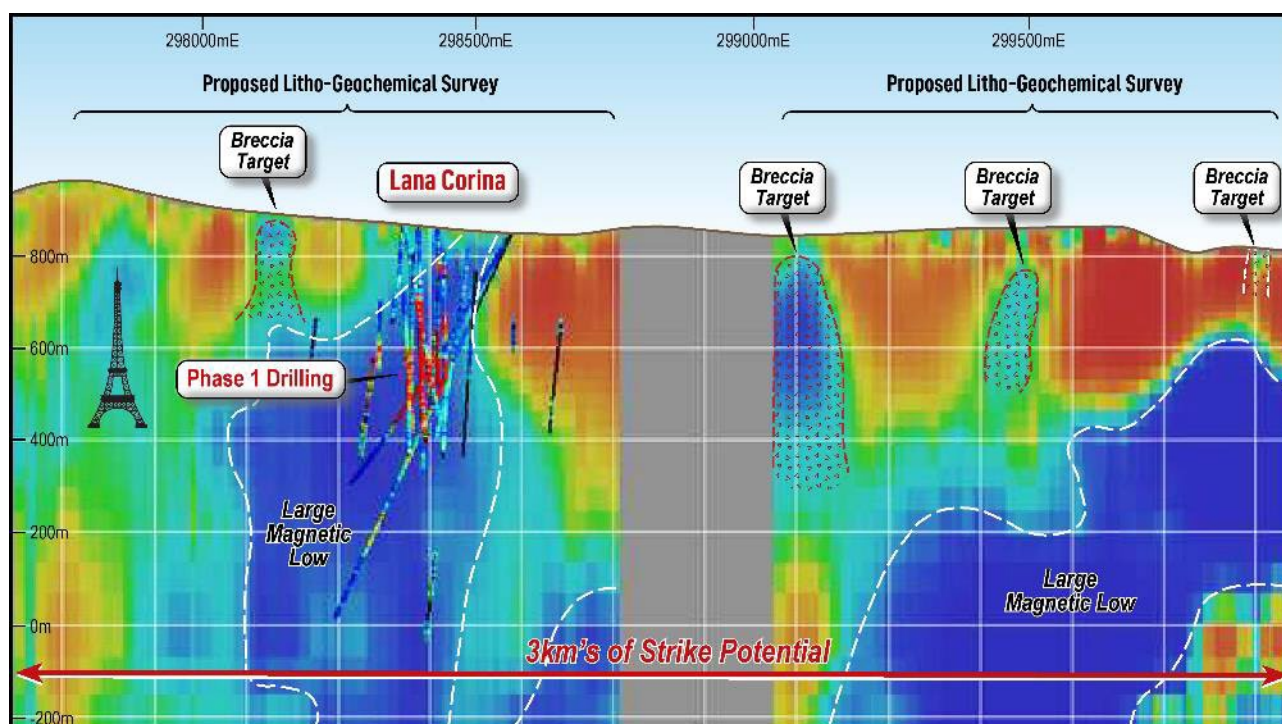 298000mE
298500mE
299000mE
299500mE
Proposed Litho-Geochemical Survey
Proposed Litho-Geochemical Survey
Breccia
Target
Lana Corina
Breccia
Target
Breccia
Target
Breccia
Target
800m
600m
Phase 1 Drilling
400m
Large
Magnetic
Low
200m
Large
Magnetic Low
0m
3km's of Strike Potential
-200m